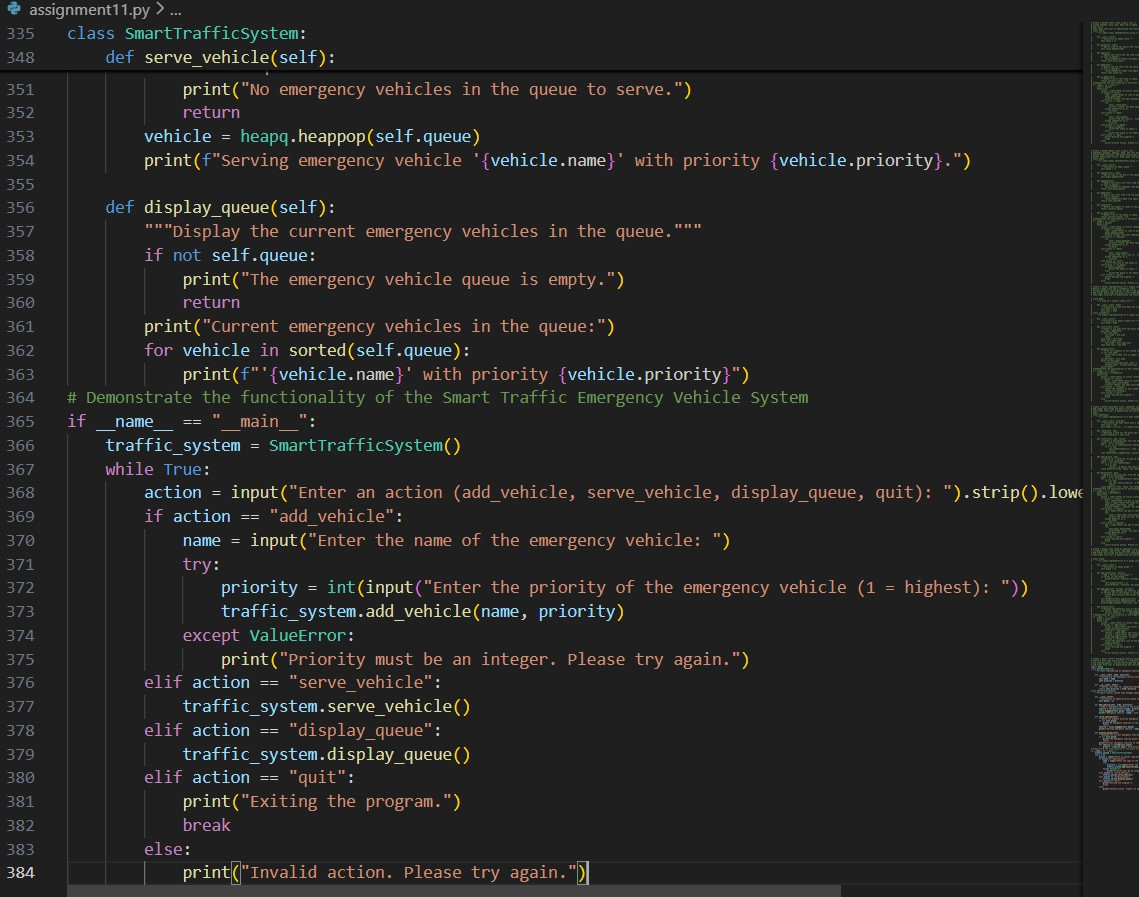 assignment11.py > ...
335 class SmartTrafficSystem:
348     def serve_vehicle(self):
351             print("No emergency vehicles in the queue to serve.")
352             return
353         vehicle = heapq.heappop(self.queue)
354         print(f"Serving emergency vehicle '{vehicle.name}' with priority {vehicle.priority}.")
355
356     def display_queue(self):
357         """Display the current emergency vehicles in the queue."""
358         if not self.queue:
359             print("The emergency vehicle queue is empty.")
360             return
361         print("Current emergency vehicles in the queue:")
362         for vehicle in sorted(self.queue):
363             print(f"'{vehicle.name}' with priority {vehicle.priority}")
364 # Demonstrate the functionality of the Smart Traffic Emergency Vehicle System
365 if __name__ == "__main__":
366     traffic_system = SmartTrafficSystem()
367     while True:
368         action = input("Enter an action (add_vehicle, serve_vehicle, display_queue, quit): ").strip().lowe
369         if action == "add_vehicle":
370             name = input("Enter the name of the emergency vehicle: ")
371             try:
372                 priority = int(input("Enter the priority of the emergency vehicle (1 = highest): "))
373                 traffic_system.add_vehicle(name, priority)
374             except ValueError:
375                 print("Priority must be an integer. Please try again.")
376         elif action == "serve_vehicle":
377             traffic_system.serve_vehicle()
378         elif action == "display_queue":
379             traffic_system.display_queue()
380         elif action == "quit":
381             print("Exiting the program.")
382             break
383         else:
384             print("Invalid action. Please try again.")